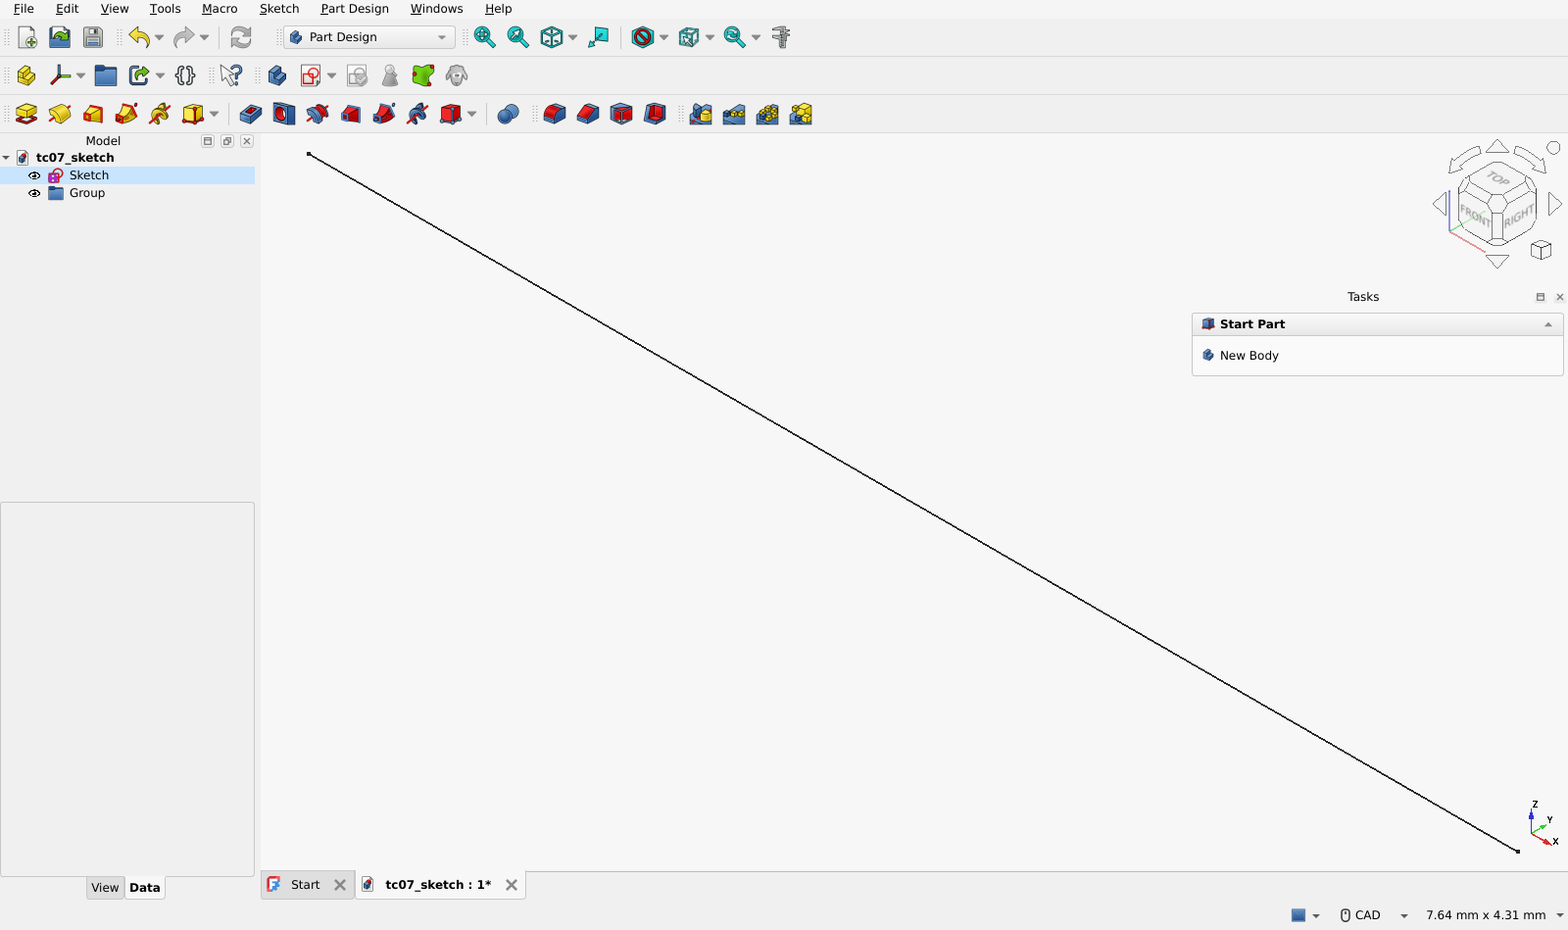 File Edit View Tools Macro Sketch Part Design Windows Help
Part Design
Model
tc07_sketch
Sketch
Group
TOP
FRONT RIGHT
Tasks
Start Part
New Body
Z
Y
X
View Data
Start tc07_sketch : 1*
CAD 7.64 mm x 4.31 mm